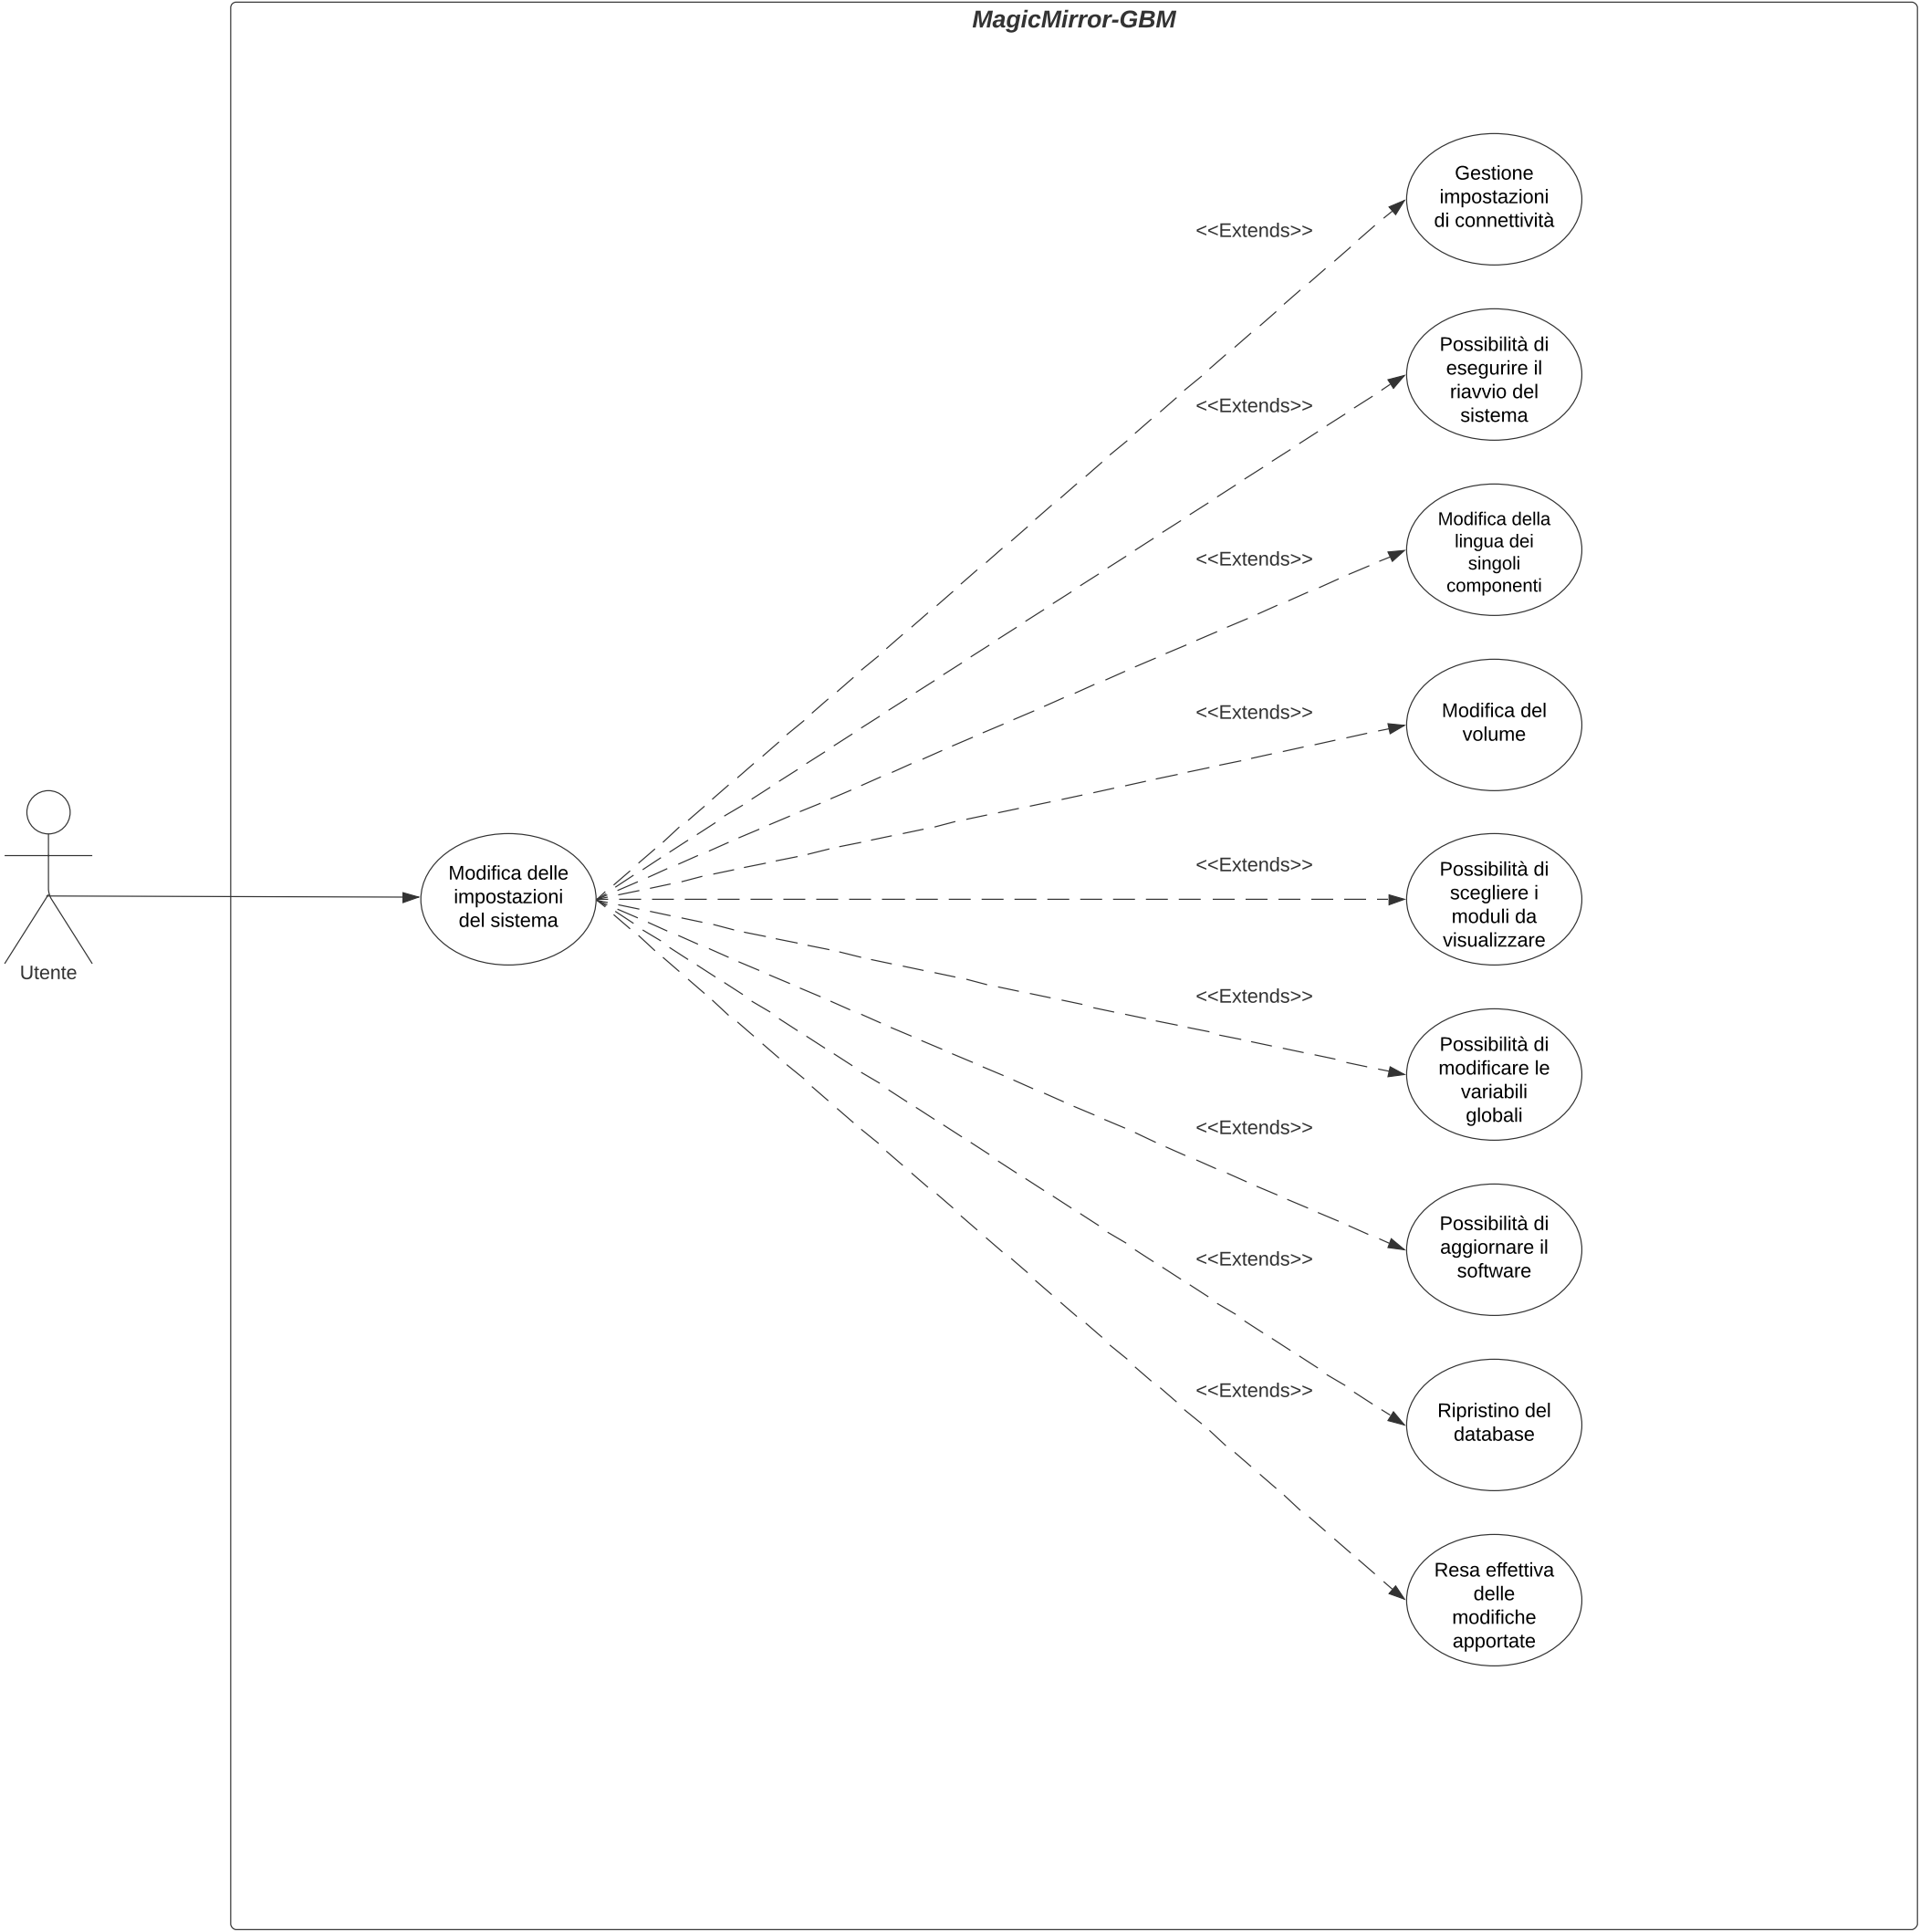 MagicMirror-GBM
Gestione
impostazioni
di connettività
<<Extends>>
Possibilità di
esegurire il
riavvio del
sistema
<<Extends>>
Modifica della
lingua dei
singoli
componenti
<<Extends>>
Modifica del
volume
<<Extends>>
Utente
Modifica delle
impostazioni
del sistema
<<Extends>>
Possibilità di
scegliere i
moduli da
visualizzare
<<Extends>>
Possibilità di
modificare le
variabili
globali
<<Extends>>
Possibilità di
aggiornare il
software
<<Extends>>
Ripristino del
database
<<Extends>>
Resa effettiva
delle
modifiche
apportate